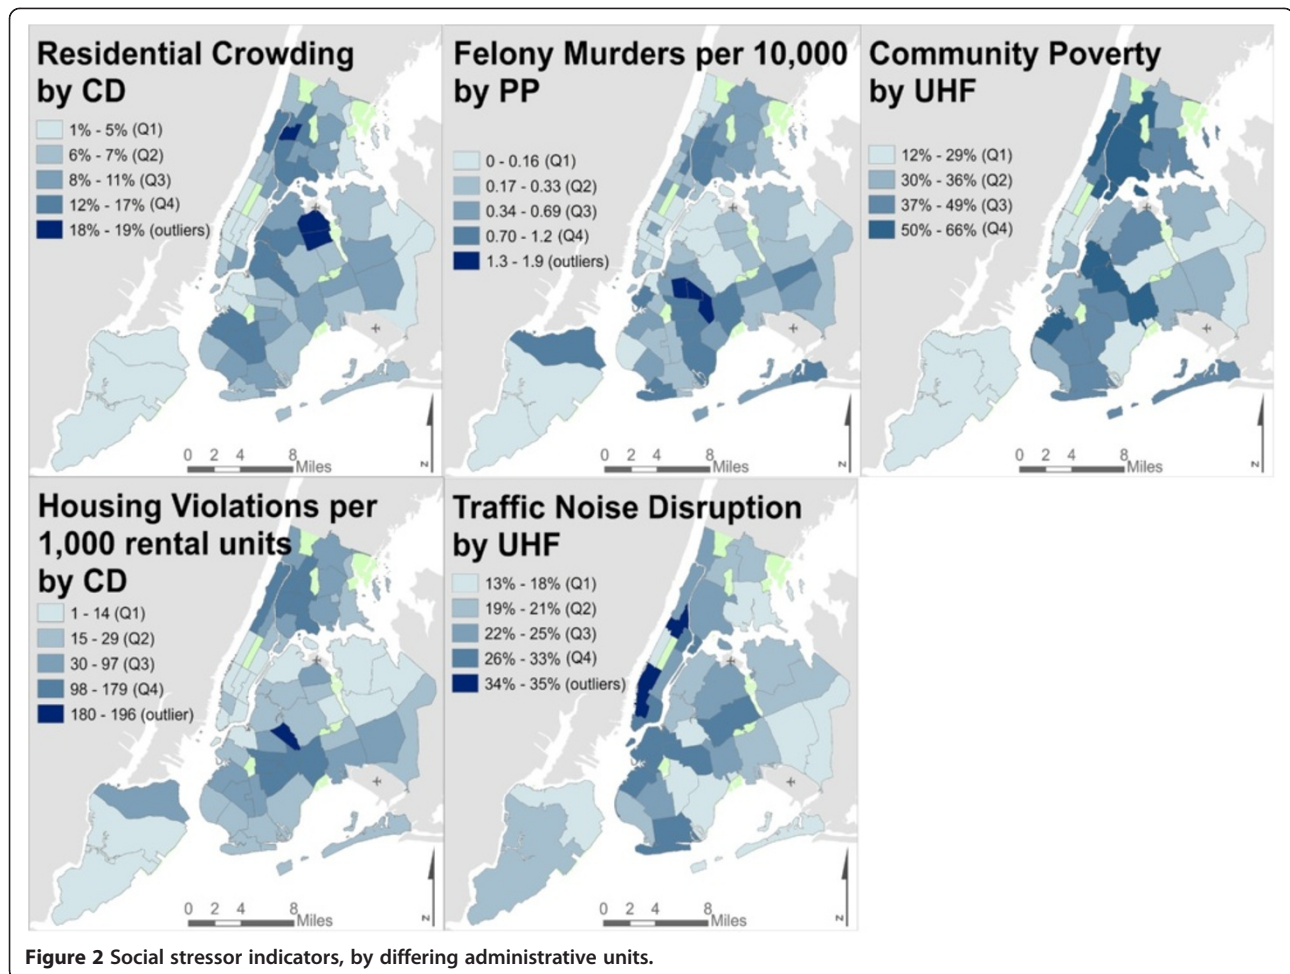 Residential Crowding
by CD
1% - 5% (Q1)
6% - 7% (Q2)
8% - 11% (Q3)
12% - 17% (Q4)
18% - 19% (outliers)
0 2 4 8
Miles
N
Felony Murders per 10,000
by PP
0 - 0.16 (Q1)
0.17 - 0.33 (Q2)
0.34 - 0.69 (Q3)
0.70 - 1.2 (Q4)
1.3 - 1.9 (outliers)
0 2 4 8
Miles
N
Community Poverty
by UHF
12% - 29% (Q1)
30% - 36% (Q2)
37% - 49% (Q3)
50% - 66% (Q4)
0 2 4 8
Miles
N
Housing Violations per
1,000 rental units
by CD
1 - 14 (Q1)
15 - 29 (Q2)
30 - 97 (Q3)
98 - 179 (Q4)
180 - 196 (outlier)
0 2 4 8
Miles
N
Traffic Noise Disruption
by UHF
13% - 18% (Q1)
19% - 21% (Q2)
22% - 25% (Q3)
26% - 33% (Q4)
34% - 35% (outliers)
0 2 4 8
Miles
N
Figure 2 Social stressor indicators, by differing administrative units.